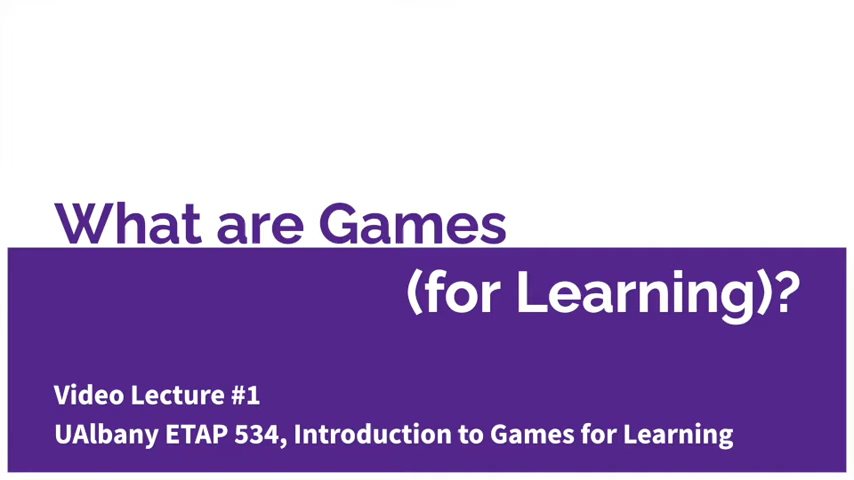 What are Games
(for Learning)?
Video Lecture #1
UAlbany ETAP 534, Introduction to Games for Learning